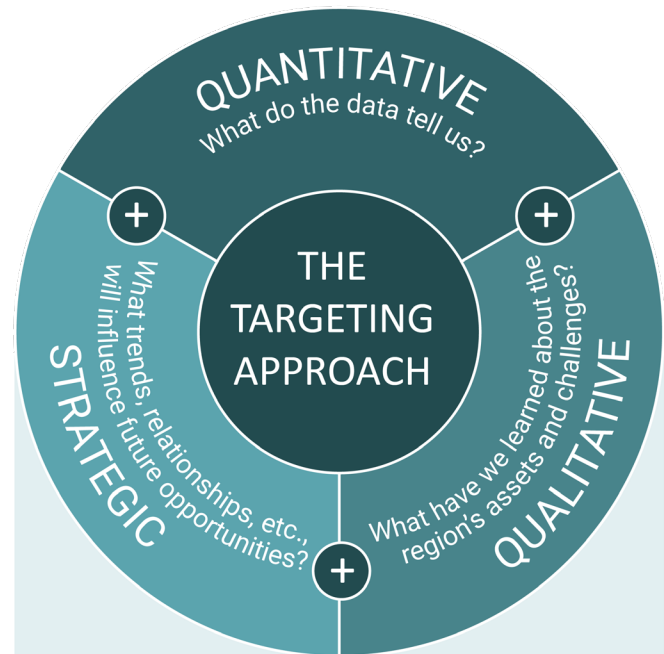 QUANTITATIVE
What do the data tell us?
+
+
THE
TARGETING
APPROACH
What trends, relationships, etc.,
will influence future opportunities?
STRATEGIC
What have we learned about the
region's assets and challenges?
QUALITATIVE
+